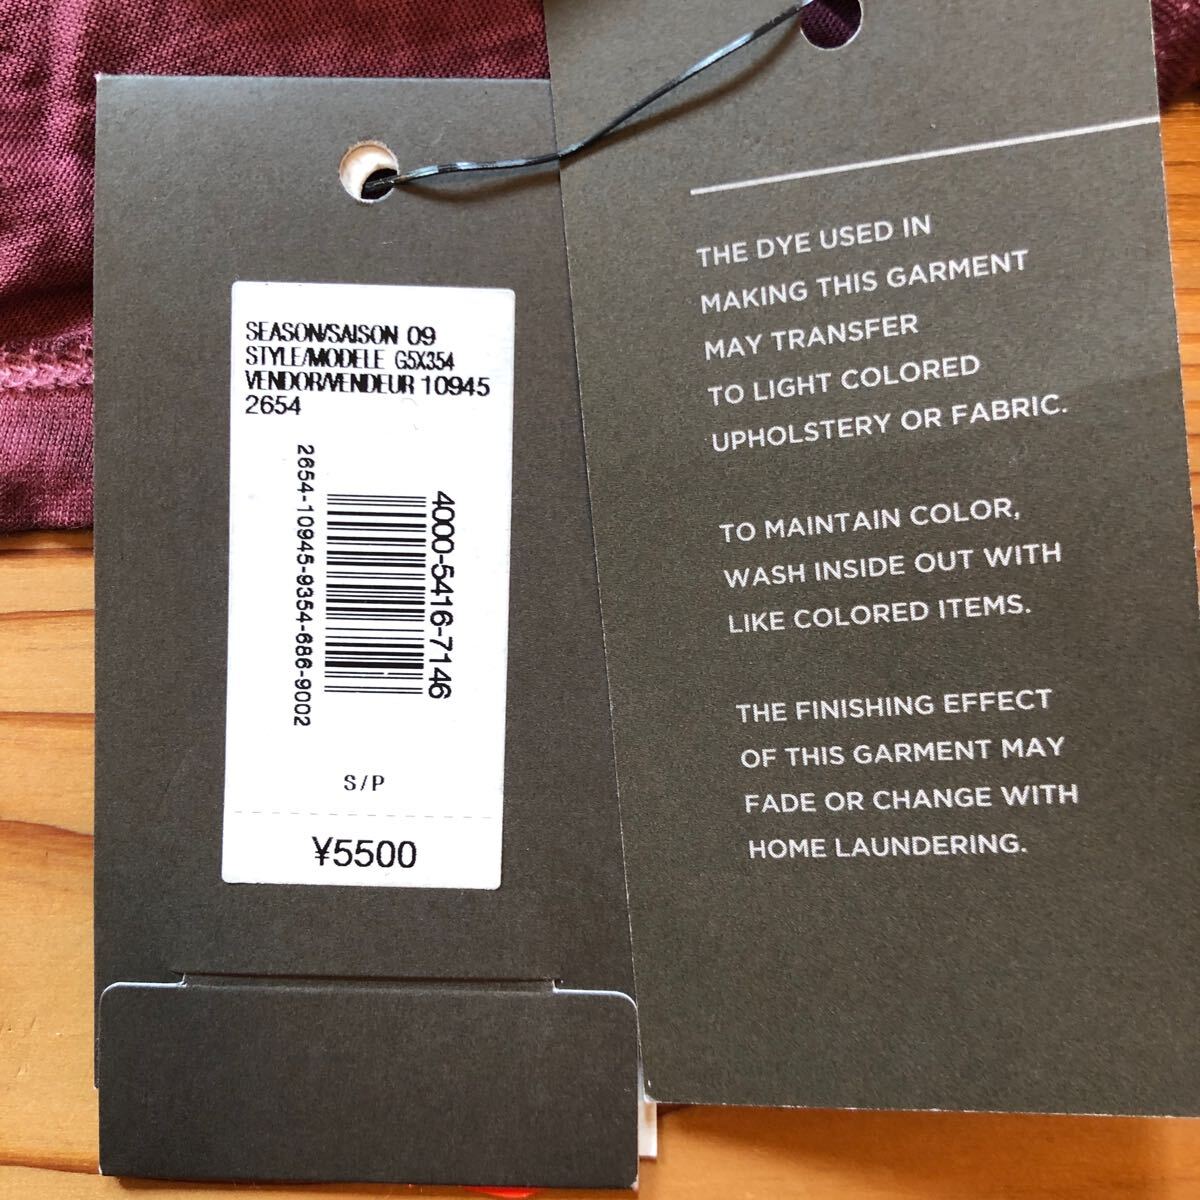 SEASON/SAISON 09
STYLE/MODELE G5X354
VENDOR/VENDEUR 10945
2654
4000-5416-7146
2654-10945-9354-686-9002
S/P
¥5500
THE DYE USED IN
MAKING THIS GARMENT
MAY TRANSFER
TO LIGHT COLORED
UPHOLSTERY OR FABRIC.
TO MAINTAIN COLOR,
WASH INSIDE OUT WITH
LIKE COLORED ITEMS.
THE FINISHING EFFECT
OF THIS GARMENT MAY
FADE OR CHANGE WITH
HOME LAUNDERING.